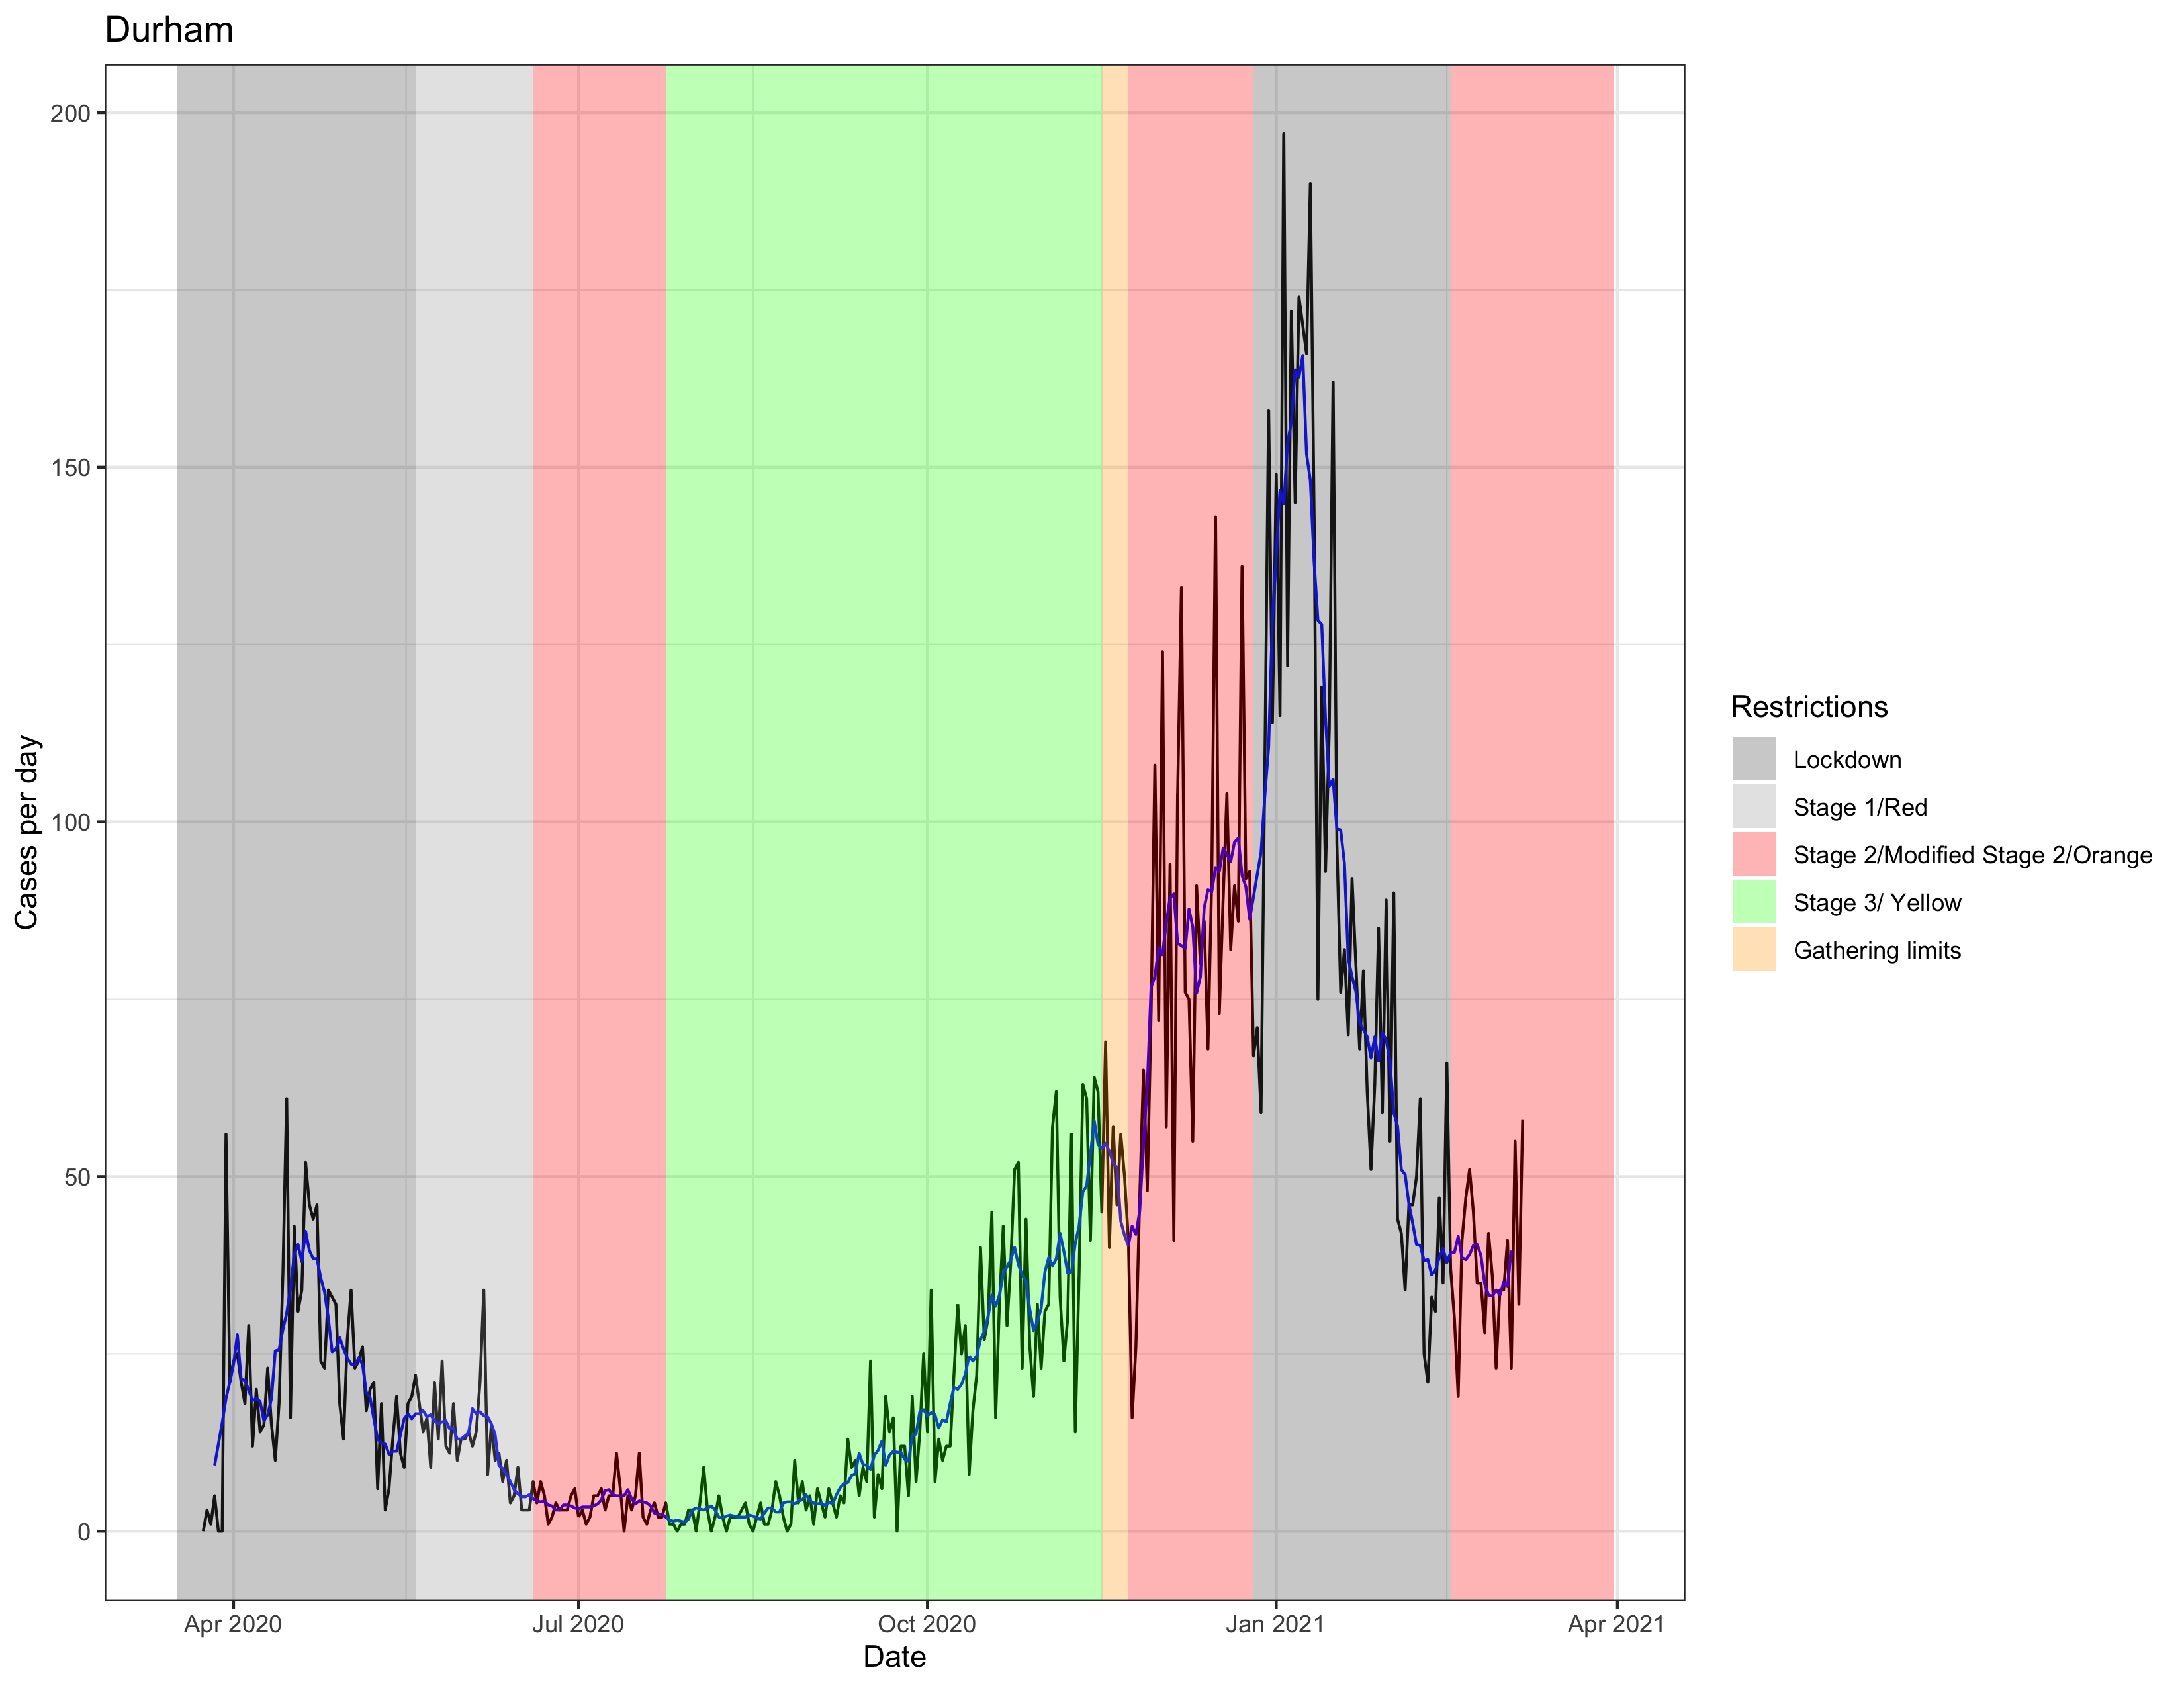 Durham
200
150
100
50
0
Cases per day
Apr 2020
Jul 2020
Oct 2020
Jan 2021
Apr 2021
Date
Restrictions
Lockdown
Stage 1/Red
Stage 2/Modified Stage 2/Orange
Stage 3/ Yellow
Gathering limits